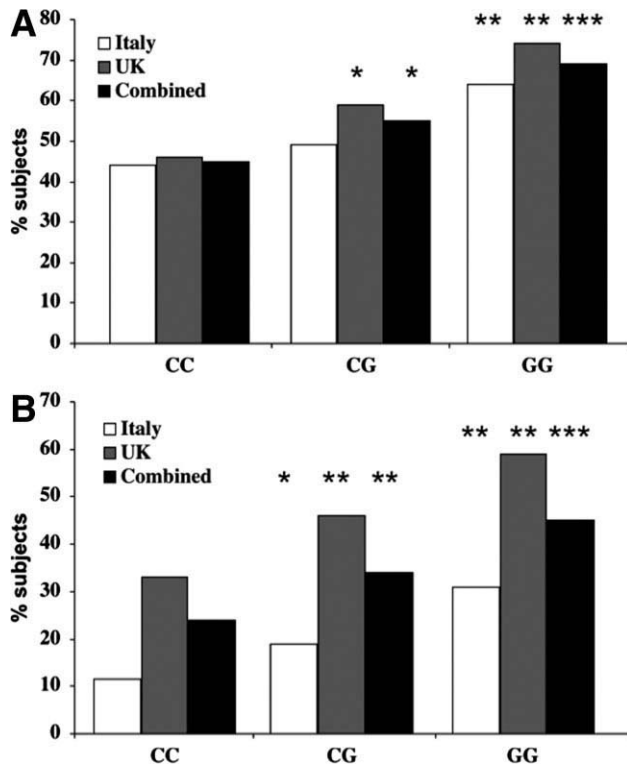 A
80
70
60
50
40
30
20
10
0
% subjects
Italy
UK
Combined
* *
** ** ***
CC CG GG
B
70
60
50
40
30
20
10
0
% subjects
Italy
UK
Combined
* ** **
** ** ***
CC CG GG